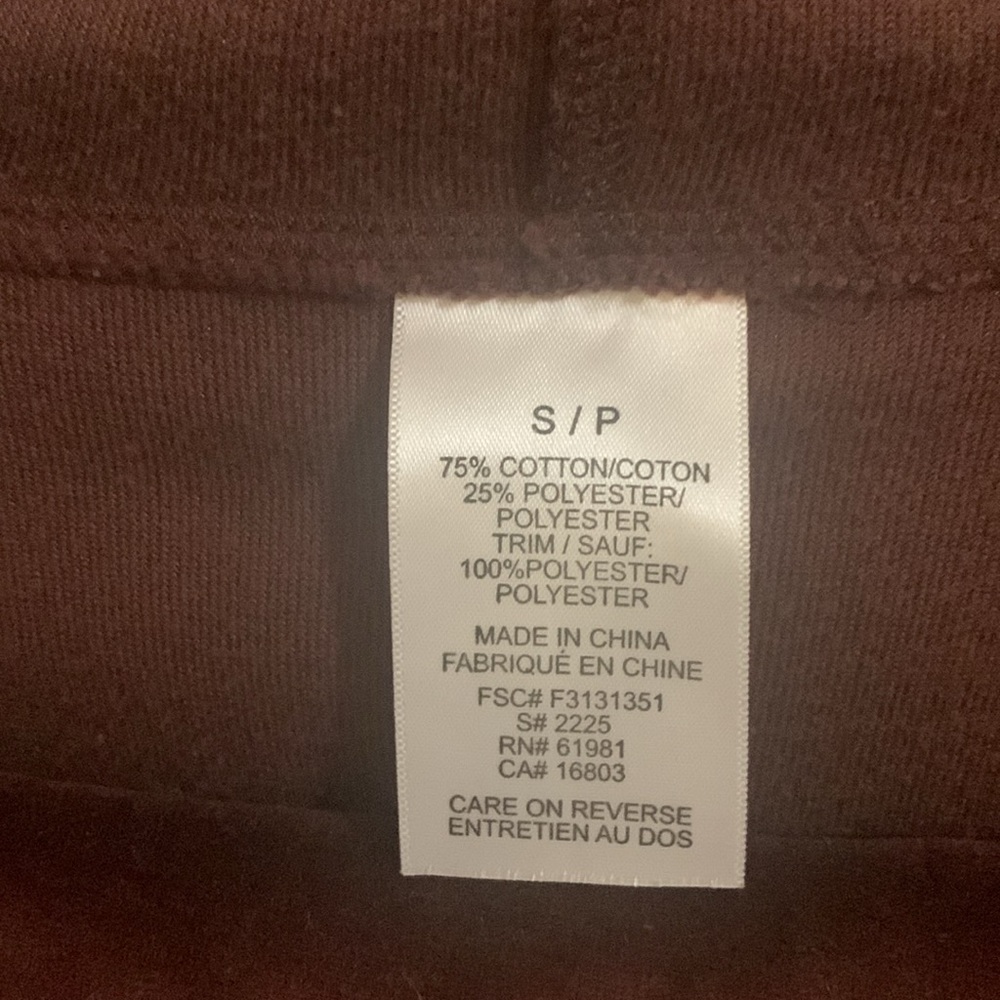 S / P
75% COTTON/COTON
25% POLYESTER/
POLYESTER
TRIM / SAUF:
100%POLYESTER/
POLYESTER
MADE IN CHINA
FABRIQUÉ EN CHINE
FSC# F3131351
S# 2225
RN# 61981
CA# 16803
CARE ON REVERSE
ENTRETIEN AU DOS